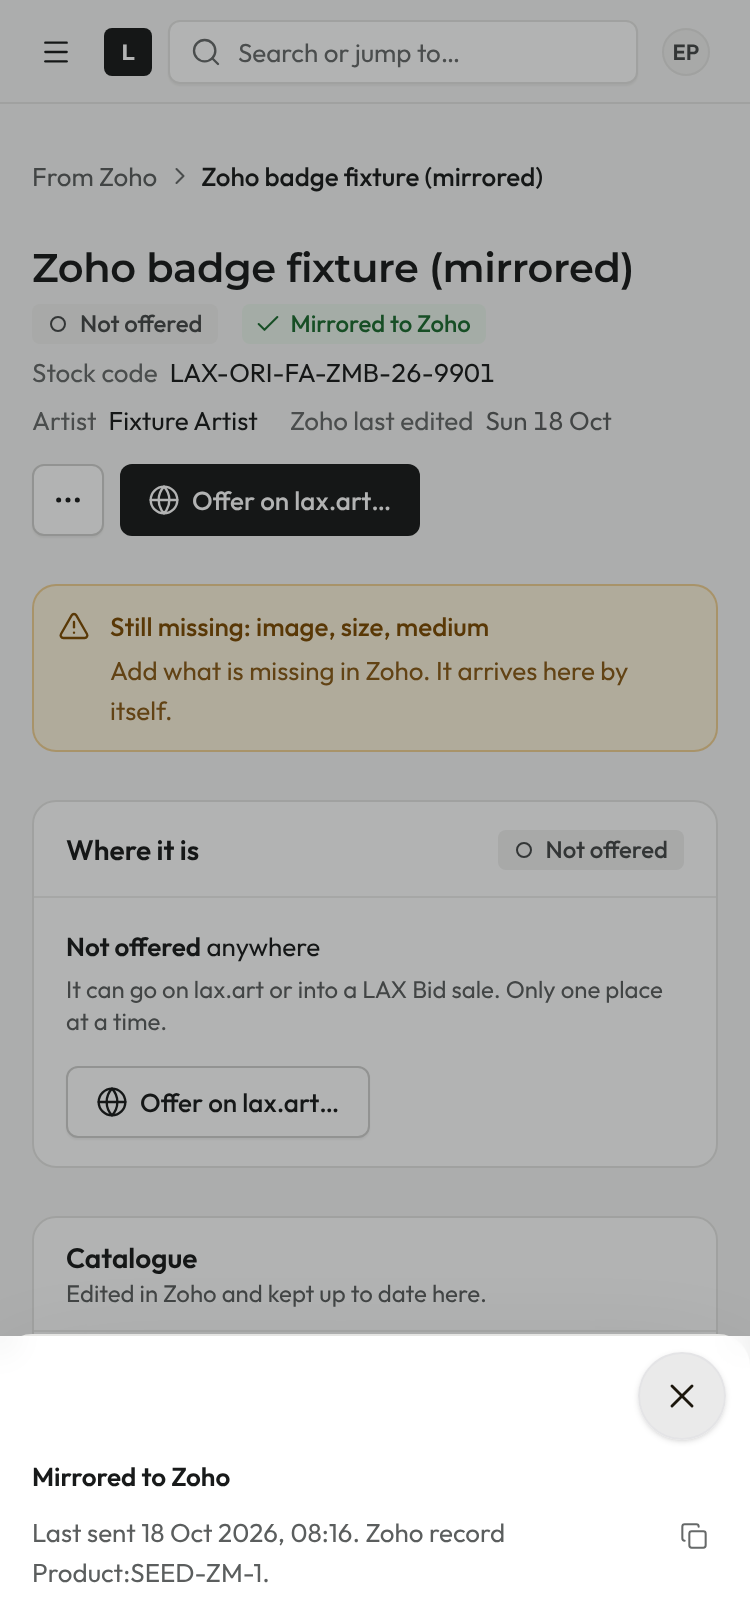 L
Search or jump to...
EP
From Zoho > Zoho badge fixture (mirrored)
Zoho badge fixture (mirrored)
Not offered
Mirrored to Zoho
Stock code LAX-ORI-FA-ZMB-26-9901
Artist Fixture Artist Zoho last edited Sun 18 Oct
... Offer on lax.art...
Still missing: image, size, medium
Add what is missing in Zoho. It arrives here by
itself.
Where it is
Not offered
Not offered anywhere
It can go on lax.art or into a LAX Bid sale. Only one place
at a time.
Offer on lax.art...
Catalogue
Edited in Zoho and kept up to date here.
Mirrored to Zoho
Last sent 18 Oct 2026, 08:16. Zoho record
Product:SEED-ZM-1.